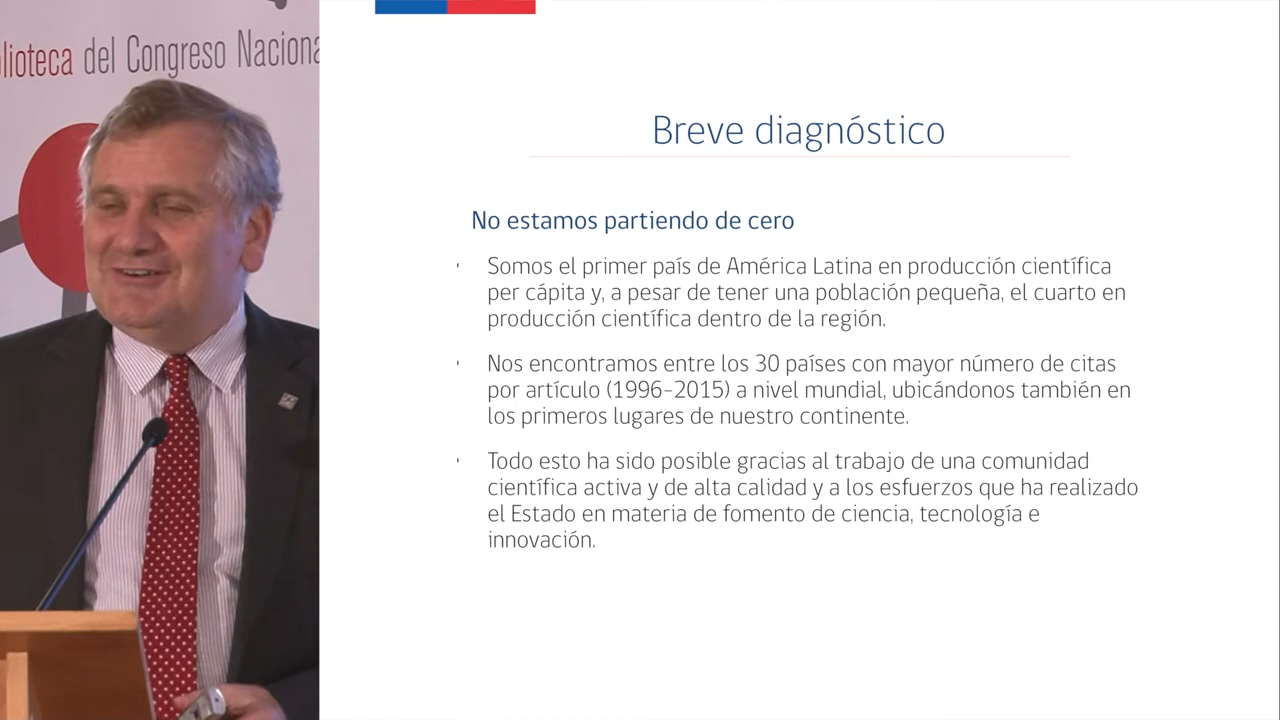 blioteca del Congreso Naciona
Breve diagnóstico
No estamos partiendo de cero
Somos el primer país de América Latina en producción científica
per cápita y, a pesar de tener una población pequeña, el cuarto en
producción científica dentro de la región.
Nos encontramos entre los 30 países con mayor número de citas
por artículo (1996-2015) a nivel mundial, ubicándonos también en
los primeros lugares de nuestro continente.
Todo esto ha sido posible gracias al trabajo de una comunidad
científica activa y de alta calidad y a los esfuerzos que ha realizado
el Estado en materia de fomento de ciencia, tecnología e
innovación.